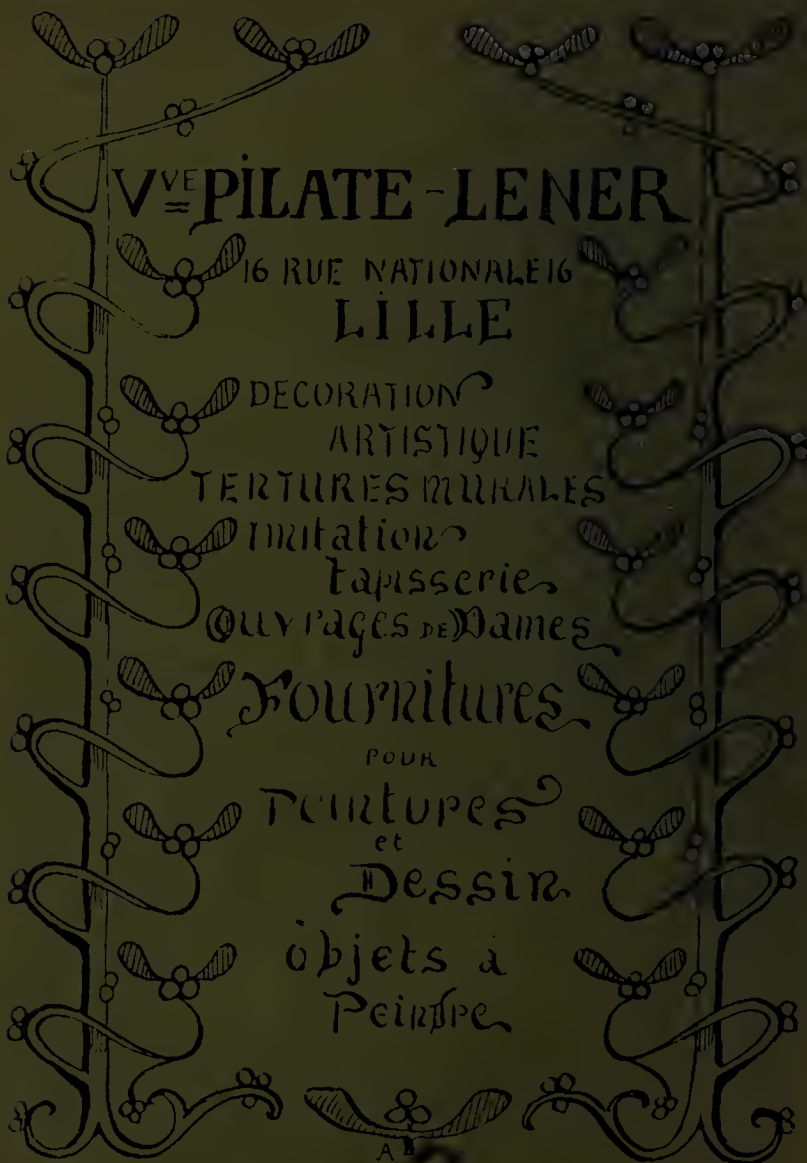 Vᵛᴱ PILATE-LENER
16 RUE NATIONALE 16
LILLE
DECORATION
ARTISTIQUE
TENTURES MURALES
Imitation
tapisserie
Ouvrages DE Dames
Fournitures
POUR
Peintures
et
Dessin
objets à
Peindre
A